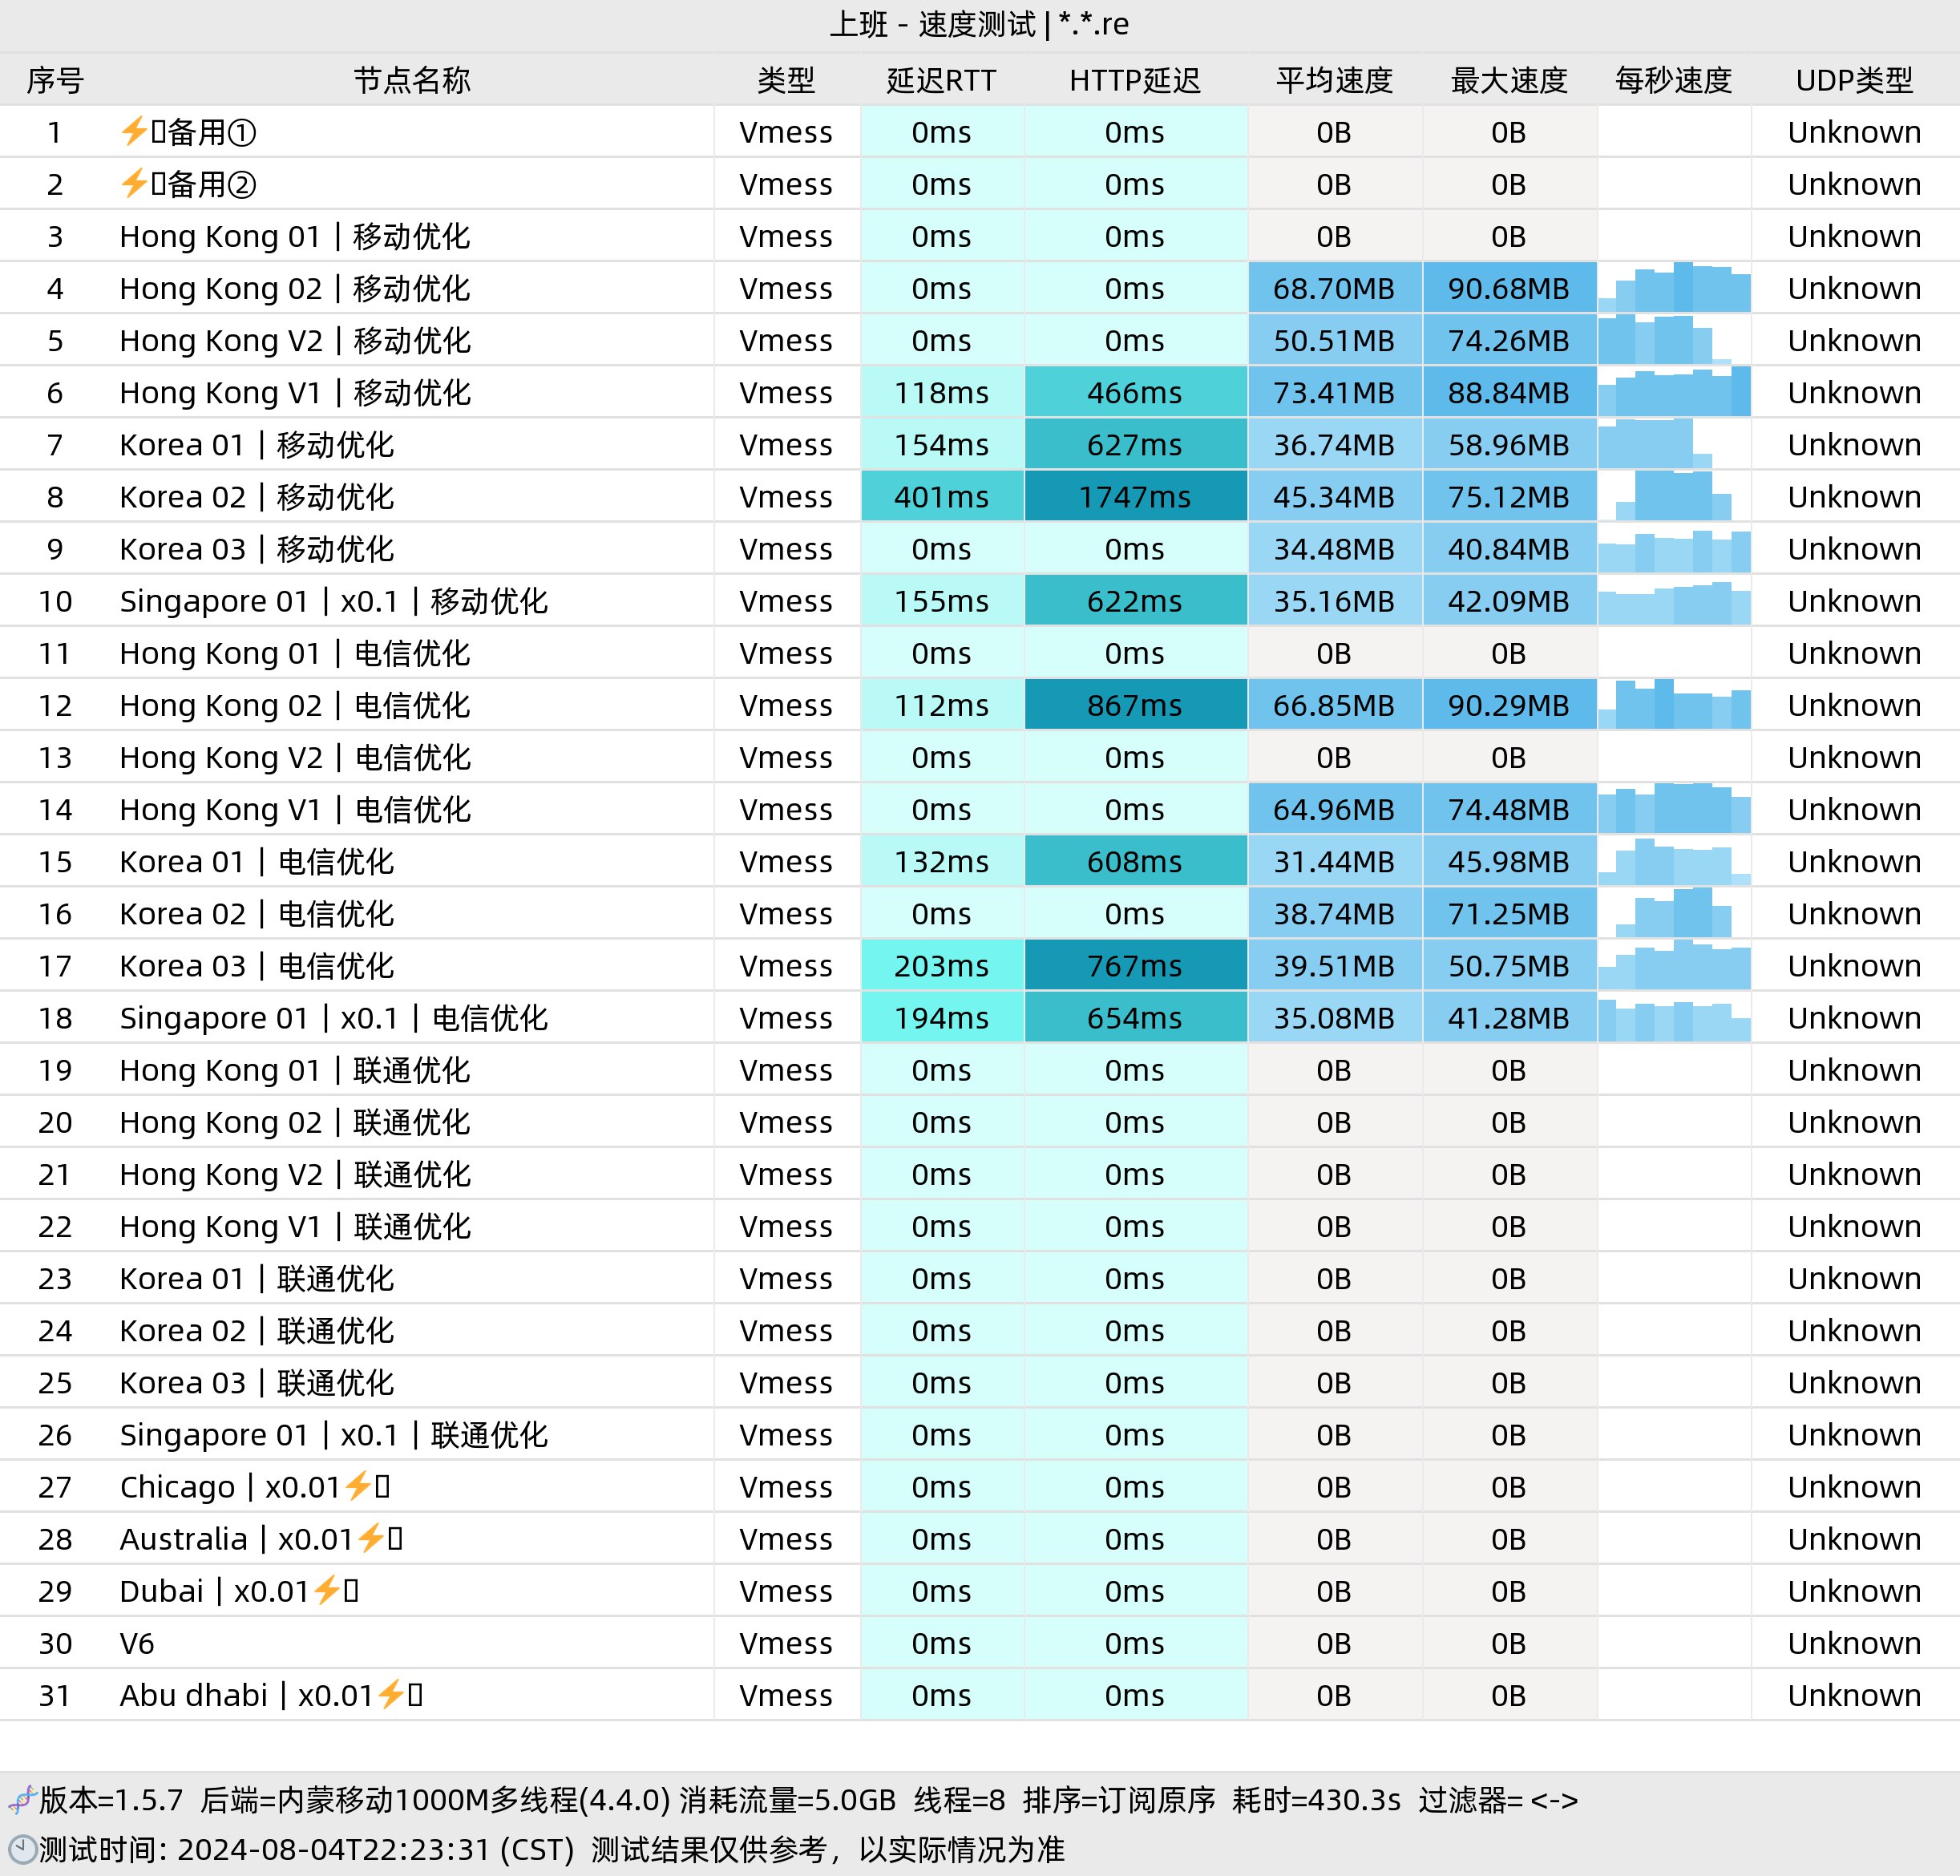 上班 - 速度测试 | *.*.re
序号 节点名称 类型 延迟RTT HTTP延迟 平均速度 最大速度 每秒速度 UDP类型
1 ⚡▯备用① Vmess 0ms 0ms 0B 0B Unknown
2 ⚡▯备用② Vmess 0ms 0ms 0B 0B Unknown
3 Hong Kong 01｜移动优化 Vmess 0ms 0ms 0B 0B Unknown
4 Hong Kong 02｜移动优化 Vmess 0ms 0ms 68.70MB 90.68MB Unknown
5 Hong Kong V2｜移动优化 Vmess 0ms 0ms 50.51MB 74.26MB Unknown
6 Hong Kong V1｜移动优化 Vmess 118ms 466ms 73.41MB 88.84MB Unknown
7 Korea 01｜移动优化 Vmess 154ms 627ms 36.74MB 58.96MB Unknown
8 Korea 02｜移动优化 Vmess 401ms 1747ms 45.34MB 75.12MB Unknown
9 Korea 03｜移动优化 Vmess 0ms 0ms 34.48MB 40.84MB Unknown
10 Singapore 01｜x0.1｜移动优化 Vmess 155ms 622ms 35.16MB 42.09MB Unknown
11 Hong Kong 01｜电信优化 Vmess 0ms 0ms 0B 0B Unknown
12 Hong Kong 02｜电信优化 Vmess 112ms 867ms 66.85MB 90.29MB Unknown
13 Hong Kong V2｜电信优化 Vmess 0ms 0ms 0B 0B Unknown
14 Hong Kong V1｜电信优化 Vmess 0ms 0ms 64.96MB 74.48MB Unknown
15 Korea 01｜电信优化 Vmess 132ms 608ms 31.44MB 45.98MB Unknown
16 Korea 02｜电信优化 Vmess 0ms 0ms 38.74MB 71.25MB Unknown
17 Korea 03｜电信优化 Vmess 203ms 767ms 39.51MB 50.75MB Unknown
18 Singapore 01｜x0.1｜电信优化 Vmess 194ms 654ms 35.08MB 41.28MB Unknown
19 Hong Kong 01｜联通优化 Vmess 0ms 0ms 0B 0B Unknown
20 Hong Kong 02｜联通优化 Vmess 0ms 0ms 0B 0B Unknown
21 Hong Kong V2｜联通优化 Vmess 0ms 0ms 0B 0B Unknown
22 Hong Kong V1｜联通优化 Vmess 0ms 0ms 0B 0B Unknown
23 Korea 01｜联通优化 Vmess 0ms 0ms 0B 0B Unknown
24 Korea 02｜联通优化 Vmess 0ms 0ms 0B 0B Unknown
25 Korea 03｜联通优化 Vmess 0ms 0ms 0B 0B Unknown
26 Singapore 01｜x0.1｜联通优化 Vmess 0ms 0ms 0B 0B Unknown
27 Chicago｜x0.01⚡▯ Vmess 0ms 0ms 0B 0B Unknown
28 Australia｜x0.01⚡▯ Vmess 0ms 0ms 0B 0B Unknown
29 Dubai｜x0.01⚡▯ Vmess 0ms 0ms 0B 0B Unknown
30 V6 Vmess 0ms 0ms 0B 0B Unknown
31 Abu dhabi｜x0.01⚡▯ Vmess 0ms 0ms 0B 0B Unknown
🧬版本=1.5.7 后端=内蒙移动1000M多线程(4.4.0) 消耗流量=5.0GB 线程=8 排序=订阅原序 耗时=430.3s 过滤器= <->
🕙测试时间: 2024-08-04T22:23:31 (CST) 测试结果仅供参考，以实际情况为准